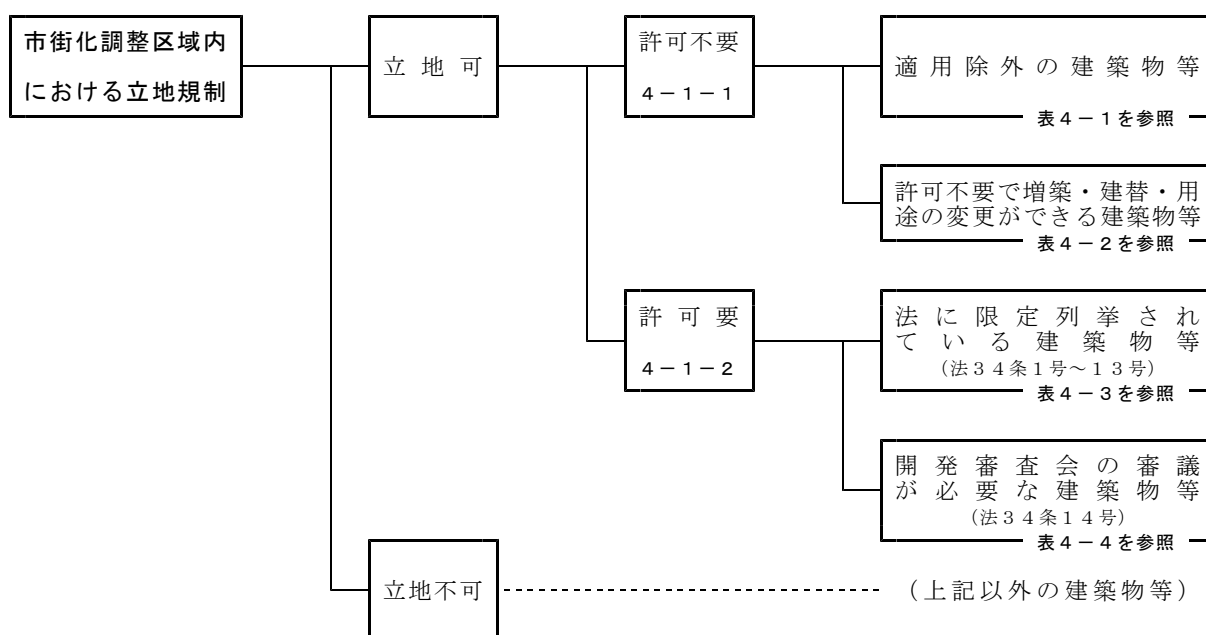 市街化調整区域内
における立地規制
立地可
許可不要
4－1－1
適用除外の建築物等
表4－1を参照
許可不要で増築・建替・用
途の変更ができる建築物等
表4－2を参照
許可要
4－1－2
法に限定列挙され
ている建築物等
(法34条1号～13号)
表4－3を参照
開発審査会の審議
が必要な建築物等
(法34条14号)
表4－4を参照
立地不可
(上記以外の建築物等)